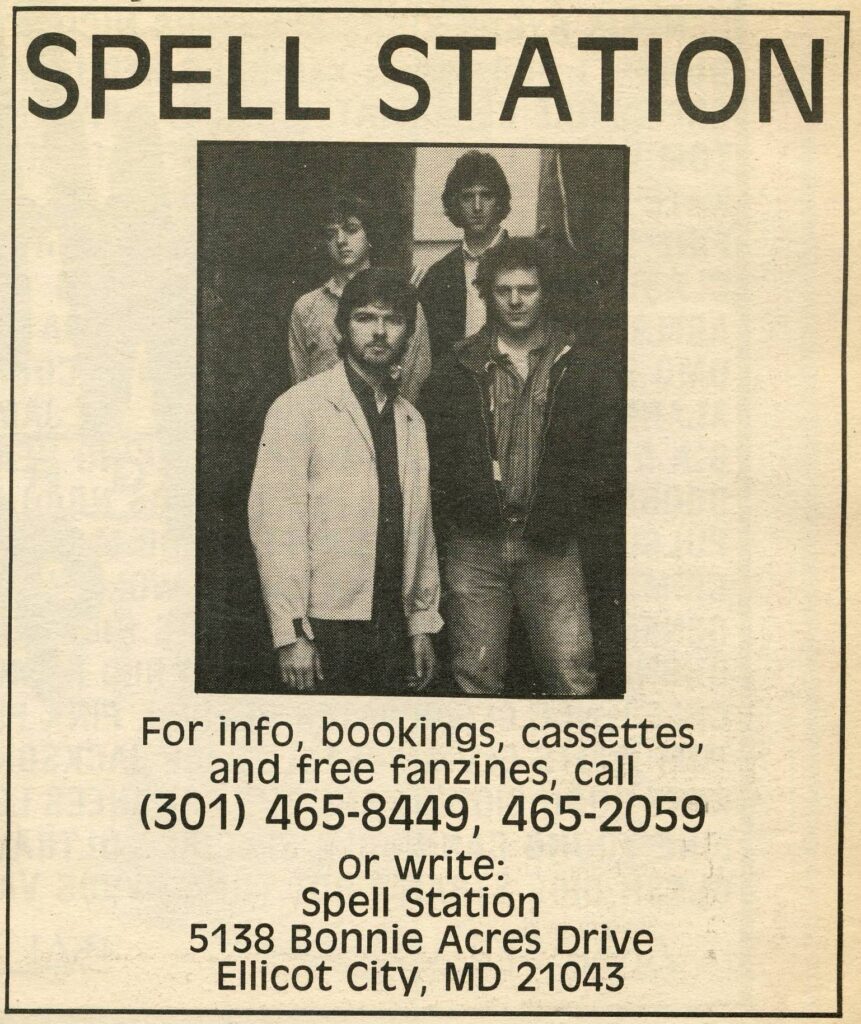 SPELL STATION
For info, bookings, cassettes,
and free fanzines, call
(301) 465-8449, 465-2059
or write:
Spell Station
5138 Bonnie Acres Drive
Ellicot City, MD 21043